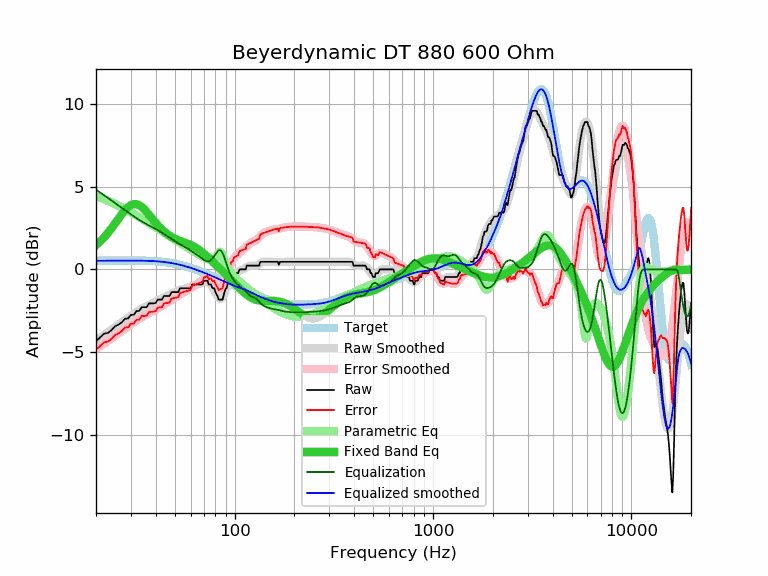 Beyerdynamic DT 880 600 Ohm
Amplitude (dBr)
10
5
0
−5
−10
Target
Raw Smoothed
Error Smoothed
Raw
Error
Parametric Eq
Fixed Band Eq
Equalization
Equalized smoothed
100
1000
10000
Frequency (Hz)